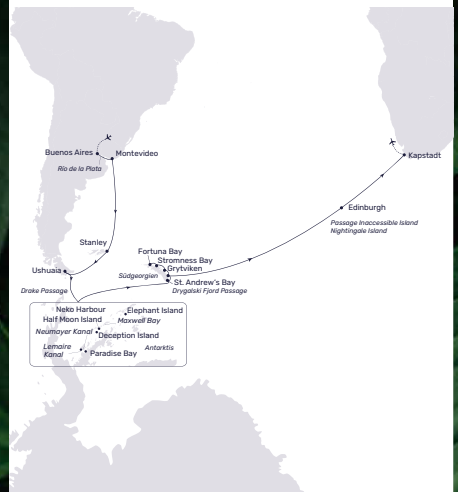 Buenos Aires
Montevideo
Río de la Plata
Kapstadt
Edinburgh
Passage Inaccessible Island
Nightingale Island
Stanley
Fortuna Bay
Stromness Bay
Grytviken
Ushuaia
Südgeorgien
St. Andrew's Bay
Drygalski Fjord Passage
Drake Passage
Neko Harbour
Elephant Island
Half Moon Island
Maxwell Bay
Neumayer Kanal
Deception Island
Lemaire
Kanal
Paradise Bay
Antarktis